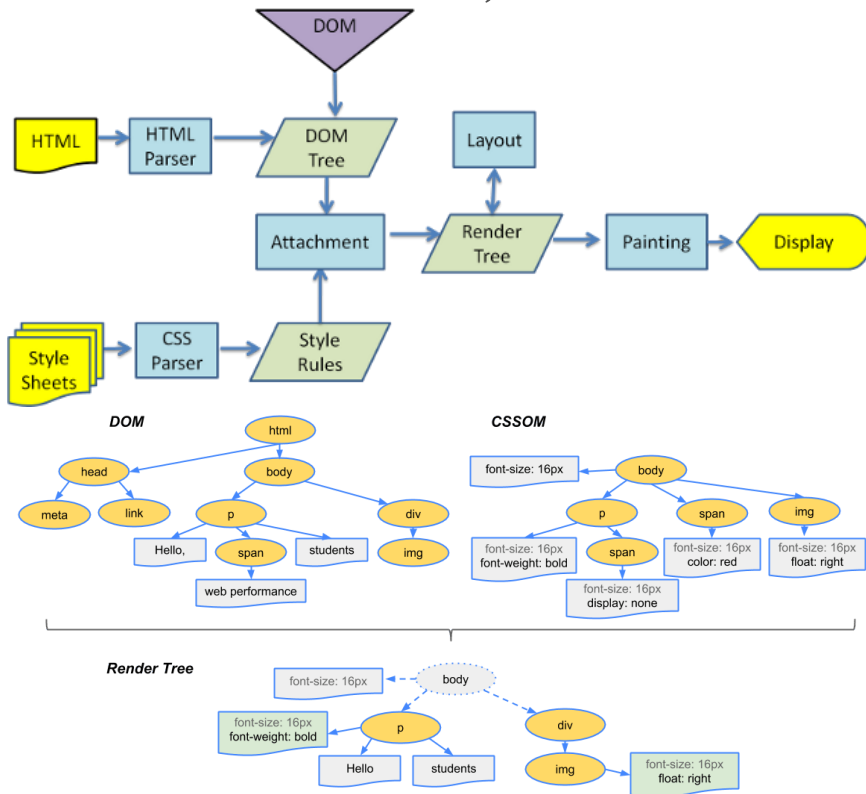 DOM
HTML
HTML
Parser
DOM
Tree
Layout
Attachment
Render
Tree
Painting
Display
Style
Sheets
CSS
Parser
Style
Rules
DOM
CSSOM
html
head
body
meta
link
p
div
Hello,
span
students
img
web performance
font-size: 16px
body
p
span
img
font-size: 16px
font-weight: bold
span
font-size: 16px
color: red
font-size: 16px
float: right
font-size: 16px
display: none
Render Tree
font-size: 16px
body
font-size: 16px
font-weight: bold
p
div
Hello
students
img
font-size: 16px
float: right